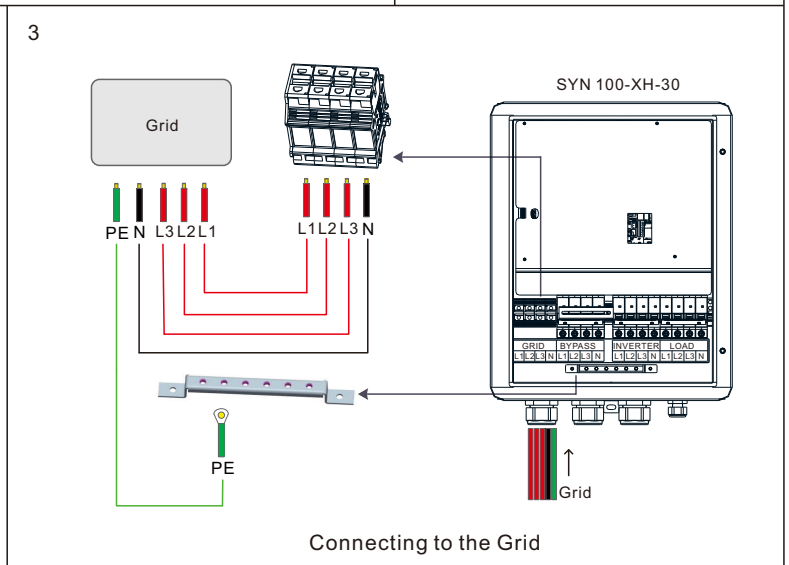 3
SYN 100-XH-30
Grid
PE N L3 L2 L1
L1 L2 L3 N
GRID BYPASS INVERTER LOAD
L1 L2 L3 N L1 L2 L3 N L1 L2 L3 N L1 L2 L3 N
PE
Grid
Connecting to the Grid